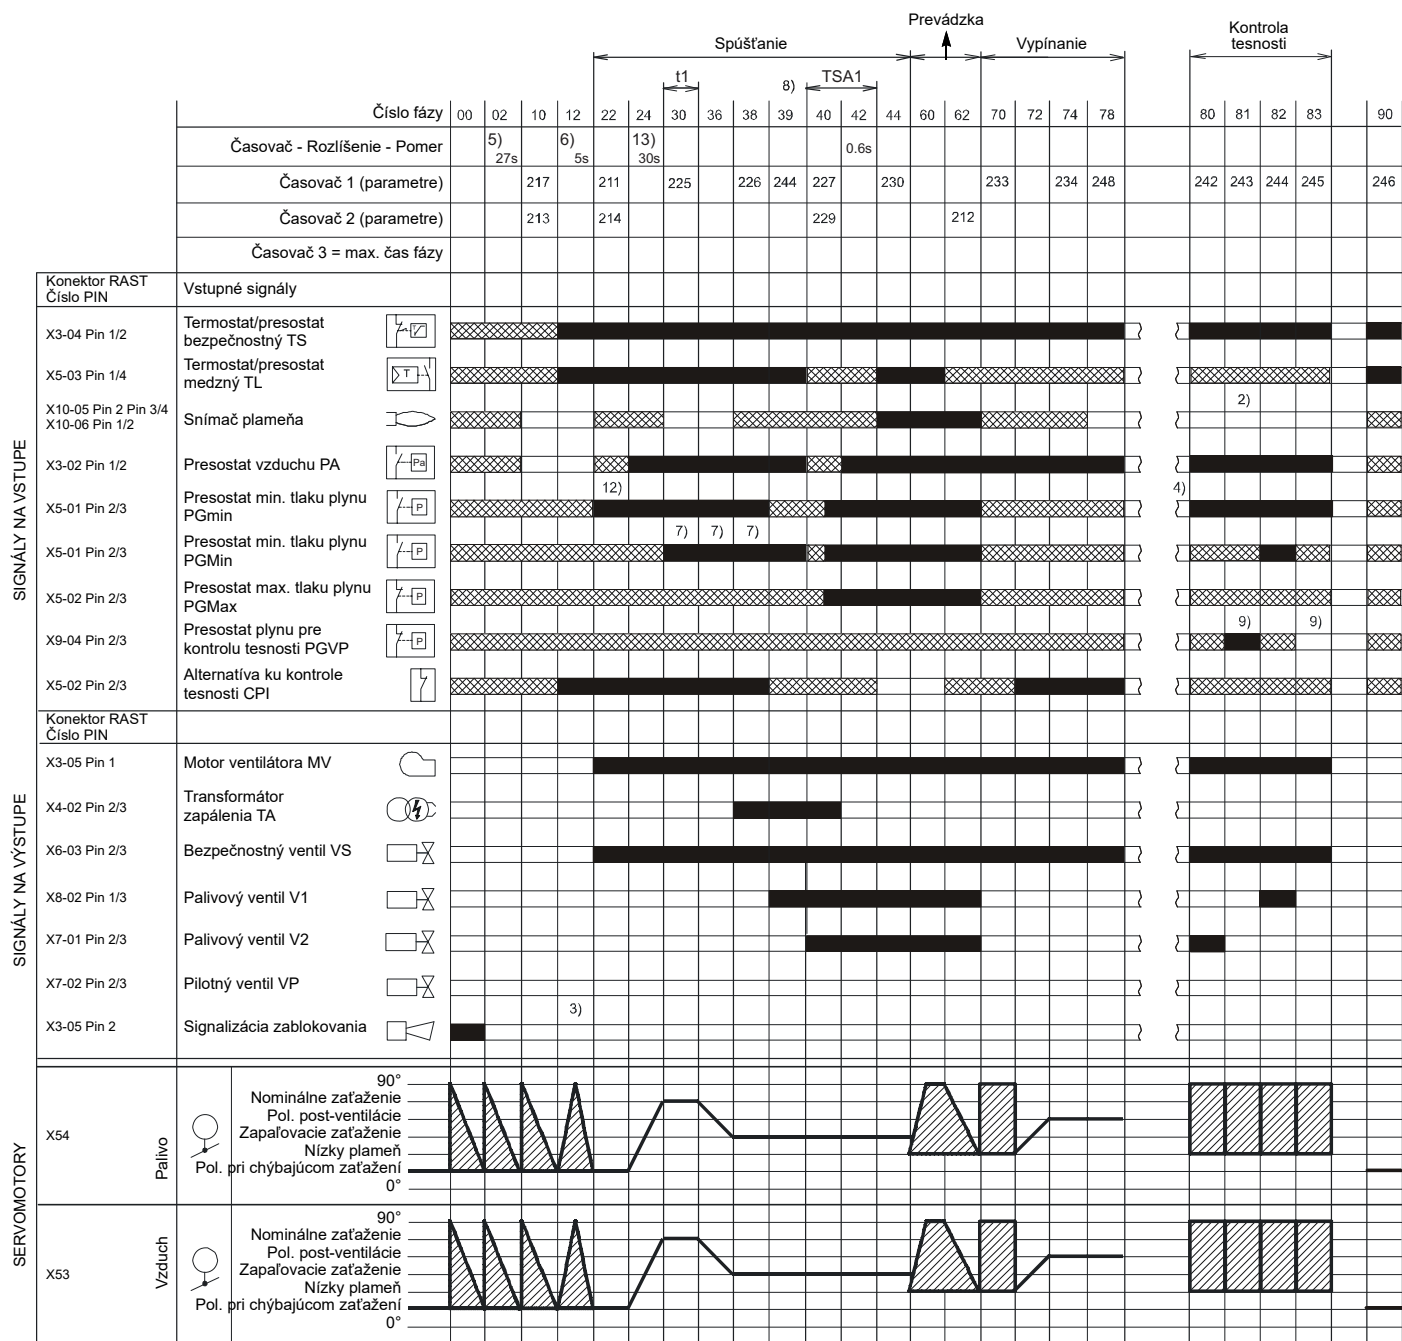 Prevádzka
Spúšťanie
Vypínanie
Kontrola
tesnosti
t1
8)
TSA1
Číslo fázy 00 02 10 12 22 24 30 36 38 39 40 42 44 60 62 70 72 74 78 80 81 82 83 90
Časovač - Rozlíšenie - Pomer 5) 27s 6) 5s 13) 30s 0.6s
Časovač 1 (parametre) 217 211 225 226 244 227 230 233 234 248 242 243 244 245 246
Časovač 2 (parametre) 213 214 229 212
Časovač 3 = max. čas fázy
Konektor RAST
Číslo PIN
Vstupné signály
SIGNÁLY NA VSTUPE
X3-04 Pin 1/2
Termostat/presostat
bezpečnostný TS
X5-03 Pin 1/4
Termostat/presostat
medzný TL
T
2)
X10-05 Pin 2 Pin 3/4
X10-06 Pin 1/2
Snímač plameňa
X3-02 Pin 1/2
Presostat vzduchu PA
Pa
12)
4)
X5-01 Pin 2/3
Presostat min. tlaku plynu
PGmin
P
7) 7) 7)
X5-01 Pin 2/3
Presostat min. tlaku plynu
PGMin
P
X5-02 Pin 2/3
Presostat max. tlaku plynu
PGMax
P
9) 9)
X9-04 Pin 2/3
Presostat plynu pre
kontrolu tesnosti PGVP
P
X5-02 Pin 2/3
Alternatíva ku kontrole
tesnosti CPI
Konektor RAST
Číslo PIN
SIGNÁLY NA VÝSTUPE
X3-05 Pin 1
Motor ventilátora MV
X4-02 Pin 2/3
Transformátor
zapálenia TA
X6-03 Pin 2/3
Bezpečnostný ventil VS
X8-02 Pin 1/3
Palivový ventil V1
X7-01 Pin 2/3
Palivový ventil V2
X7-02 Pin 2/3
Pilotný ventil VP
3)
X3-05 Pin 2
Signalizácia zablokovania
SERVOMOTORY
X54
Palivo
90°
Nominálne zaťaženie
Pol. post-ventilácie
Zapaľovacie zaťaženie
Nízky plameň
Pol. pri chýbajúcom zaťažení
0°
X53
Vzduch
90°
Nominálne zaťaženie
Pol. post-ventilácie
Zapaľovacie zaťaženie
Nízky plameň
Pol. pri chýbajúcom zaťažení
0°